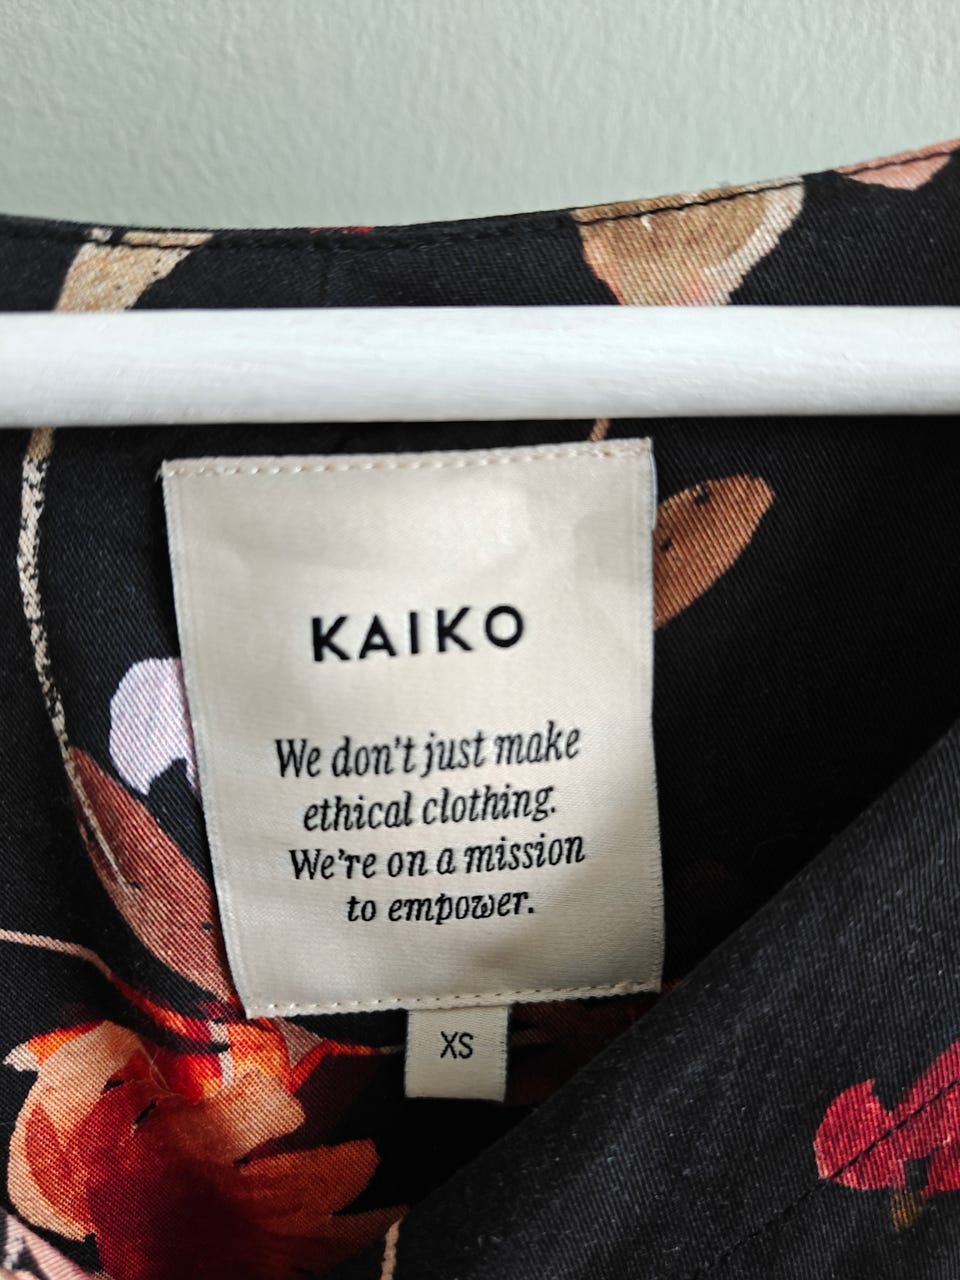 KAIKO
We don't just make
ethical clothing.
We're on a mission
to empower.
XS